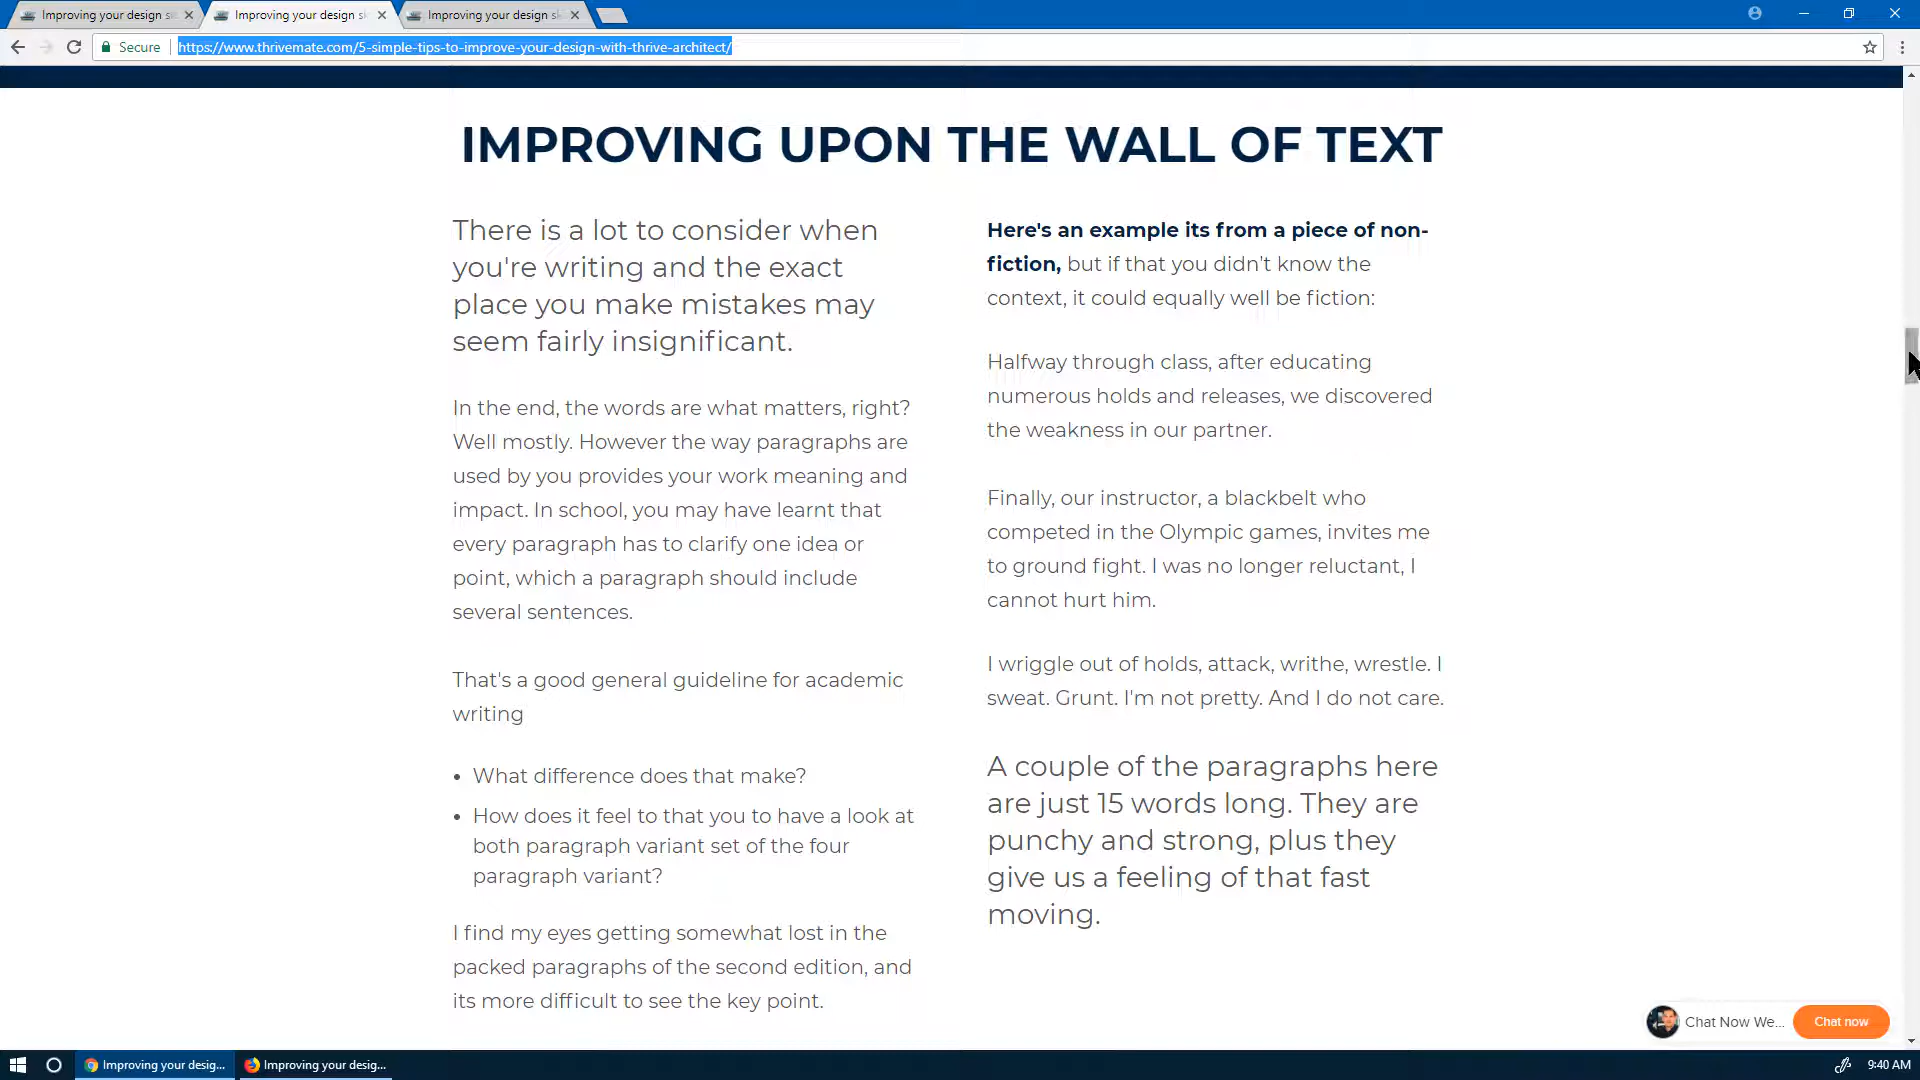 Improving your design s
Improving your design s
Improving your design s
Secure
https://www.thrivemate.com/5-simple-tips-to-improve-your-design-with-thrive-architect/
IMPROVING UPON THE WALL OF TEXT
There is a lot to consider when
you're writing and the exact
place you make mistakes may
seem fairly insignificant.
In the end, the words are what matters, right?
Well mostly. However the way paragraphs are
used by you provides your work meaning and
impact. In school, you may have learnt that
every paragraph has to clarify one idea or
point, which a paragraph should include
several sentences.
That's a good general guideline for academic
writing
• What difference does that make?
• How does it feel to that you to have a look at
both paragraph variant set of the four
paragraph variant?
I find my eyes getting somewhat lost in the
packed paragraphs of the second edition, and
its more difficult to see the key point.
Here's an example its from a piece of non-
fiction, but if that you didn't know the
context, it could equally well be fiction:
Halfway through class, after educating
numerous holds and releases, we discovered
the weakness in our partner.
Finally, our instructor, a blackbelt who
competed in the Olympic games, invites me
to ground fight. I was no longer reluctant, I
cannot hurt him.
I wriggle out of holds, attack, writhe, wrestle. I
sweat. Grunt. I'm not pretty. And I do not care.
A couple of the paragraphs here
are just 15 words long. They are
punchy and strong, plus they
give us a feeling of that fast
moving.
Chat Now We...
Chat now
Improving your desig...
Improving your desig...
9:40 AM